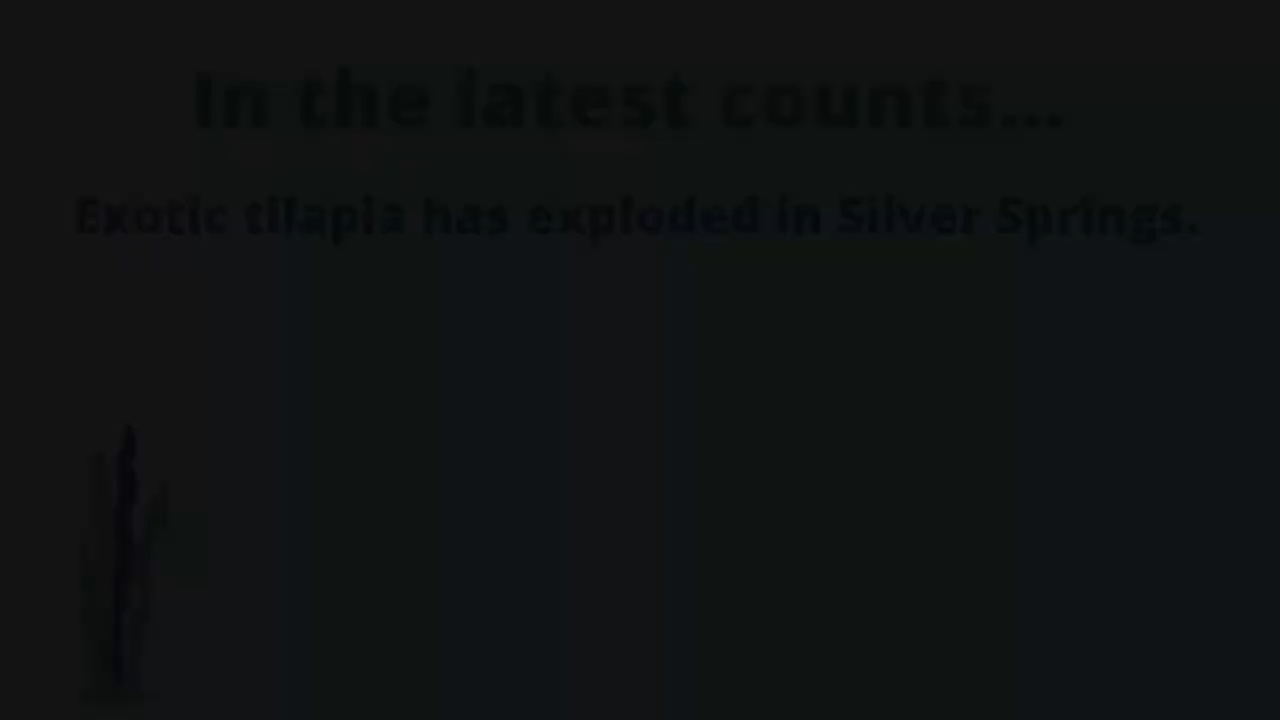 In the latest counts...
Exotic tilapia has exploded in Silver Springs.